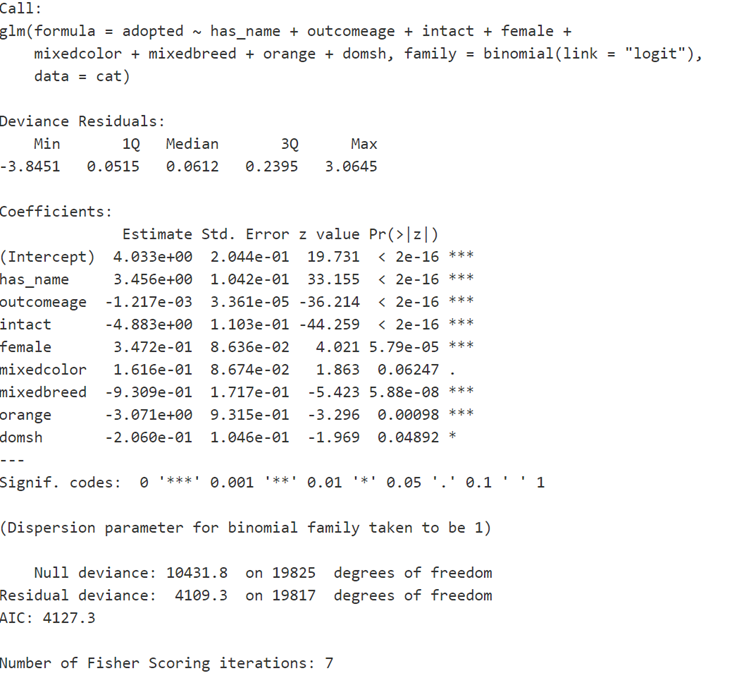 Call:
glm(formula = adopted ~ has_name + outcomeage + intact + female +
    mixedcolor + mixedbreed + orange + domsh, family = binomial(link = "logit"),
    data = cat)

Deviance Residuals:
    Min       1Q   Median       3Q      Max
-3.8451   0.0515   0.0612   0.2395   3.0645

Coefficients:
              Estimate Std. Error z value Pr(>|z|)
(Intercept)  4.033e+00  2.044e-01  19.731  < 2e-16 ***
has_name     3.456e+00  1.042e-01  33.155  < 2e-16 ***
outcomeage  -1.217e-03  3.361e-05 -36.214  < 2e-16 ***
intact      -4.883e+00  1.103e-01 -44.259  < 2e-16 ***
female       3.472e-01  8.636e-02   4.021 5.79e-05 ***
mixedcolor   1.616e-01  8.674e-02   1.863  0.06247 .
mixedbreed  -9.309e-01  1.717e-01  -5.423 5.88e-08 ***
orange      -3.071e+00  9.315e-01  -3.296  0.00098 ***
domsh       -2.060e-01  1.046e-01  -1.969  0.04892 *
---
Signif. codes:  0 '***' 0.001 '**' 0.01 '*' 0.05 '.' 0.1 ' ' 1

(Dispersion parameter for binomial family taken to be 1)

    Null deviance: 10431.8  on 19825  degrees of freedom
Residual deviance:  4109.3  on 19817  degrees of freedom
AIC: 4127.3

Number of Fisher Scoring iterations: 7